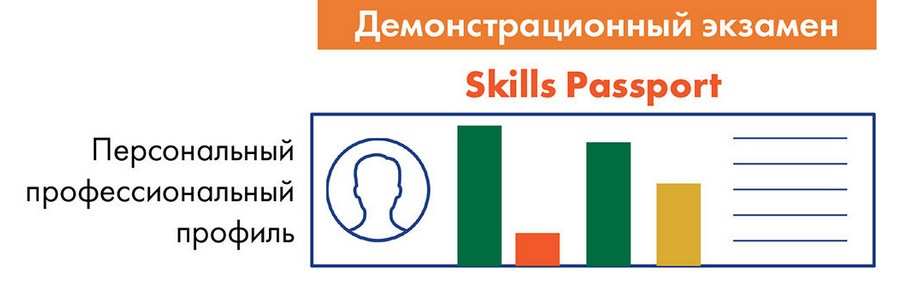 Демонстрационный экзамен
Skills Passport
Персональный
профессиональный
профиль